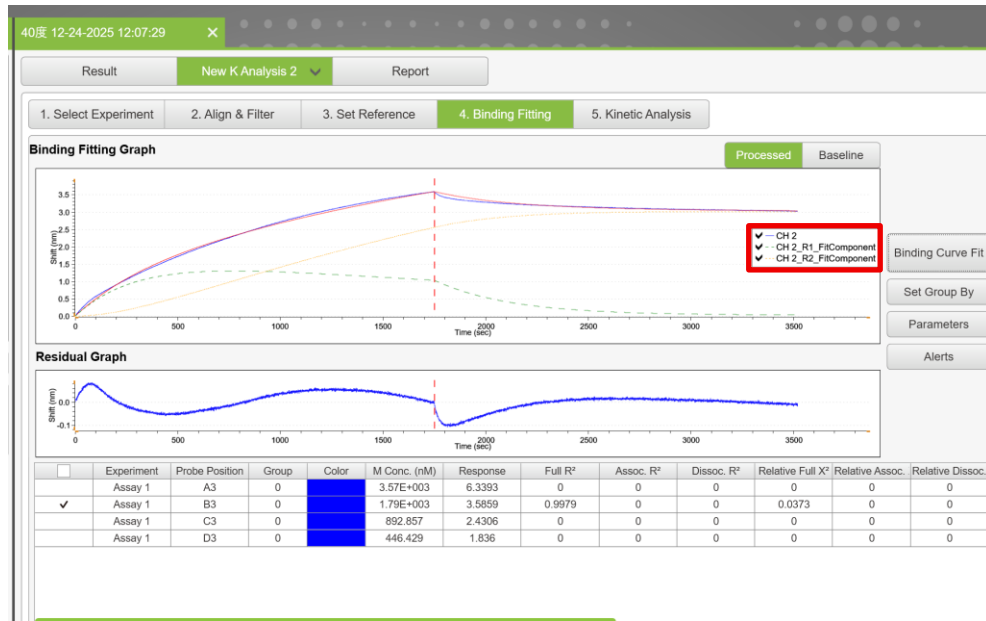 40度 12-24-2025 12:07:29 ×
Result New K Analysis 2 Report
1. Select Experiment 2. Align & Filter 3. Set Reference 4. Binding Fitting 5. Kinetic Analysis
Binding Fitting Graph
Processed Baseline
Shift (nm)
3.5
3.0
2.5
2.0
1.5
1.0
0.5
0.0
CH 2
CH 2_R1_FitComponent
CH 2_R2_FitComponent
0 500 1000 1500 2000 2500 3000 3500
Time (sec)
Binding Curve Fit
Set Group By
Parameters
Alerts
Residual Graph
Shift (nm)
0.0
-0.1
0 500 1000 1500 2000 2500 3000 3500
Time (sec)
Experiment Probe Position Group Color M Conc. (nM) Response Full R² Assoc. R² Dissoc. R² Relative Full X² Relative Assoc. Relative Dissoc.
Assay 1 A3 0 3.57E+003 6.3393 0 0 0 0 0 0
Assay 1 B3 0 1.79E+003 3.5859 0.9979 0 0 0.0373 0 0
Assay 1 C3 0 892.857 2.4306 0 0 0 0 0 0
Assay 1 D3 0 446.429 1.836 0 0 0 0 0 0